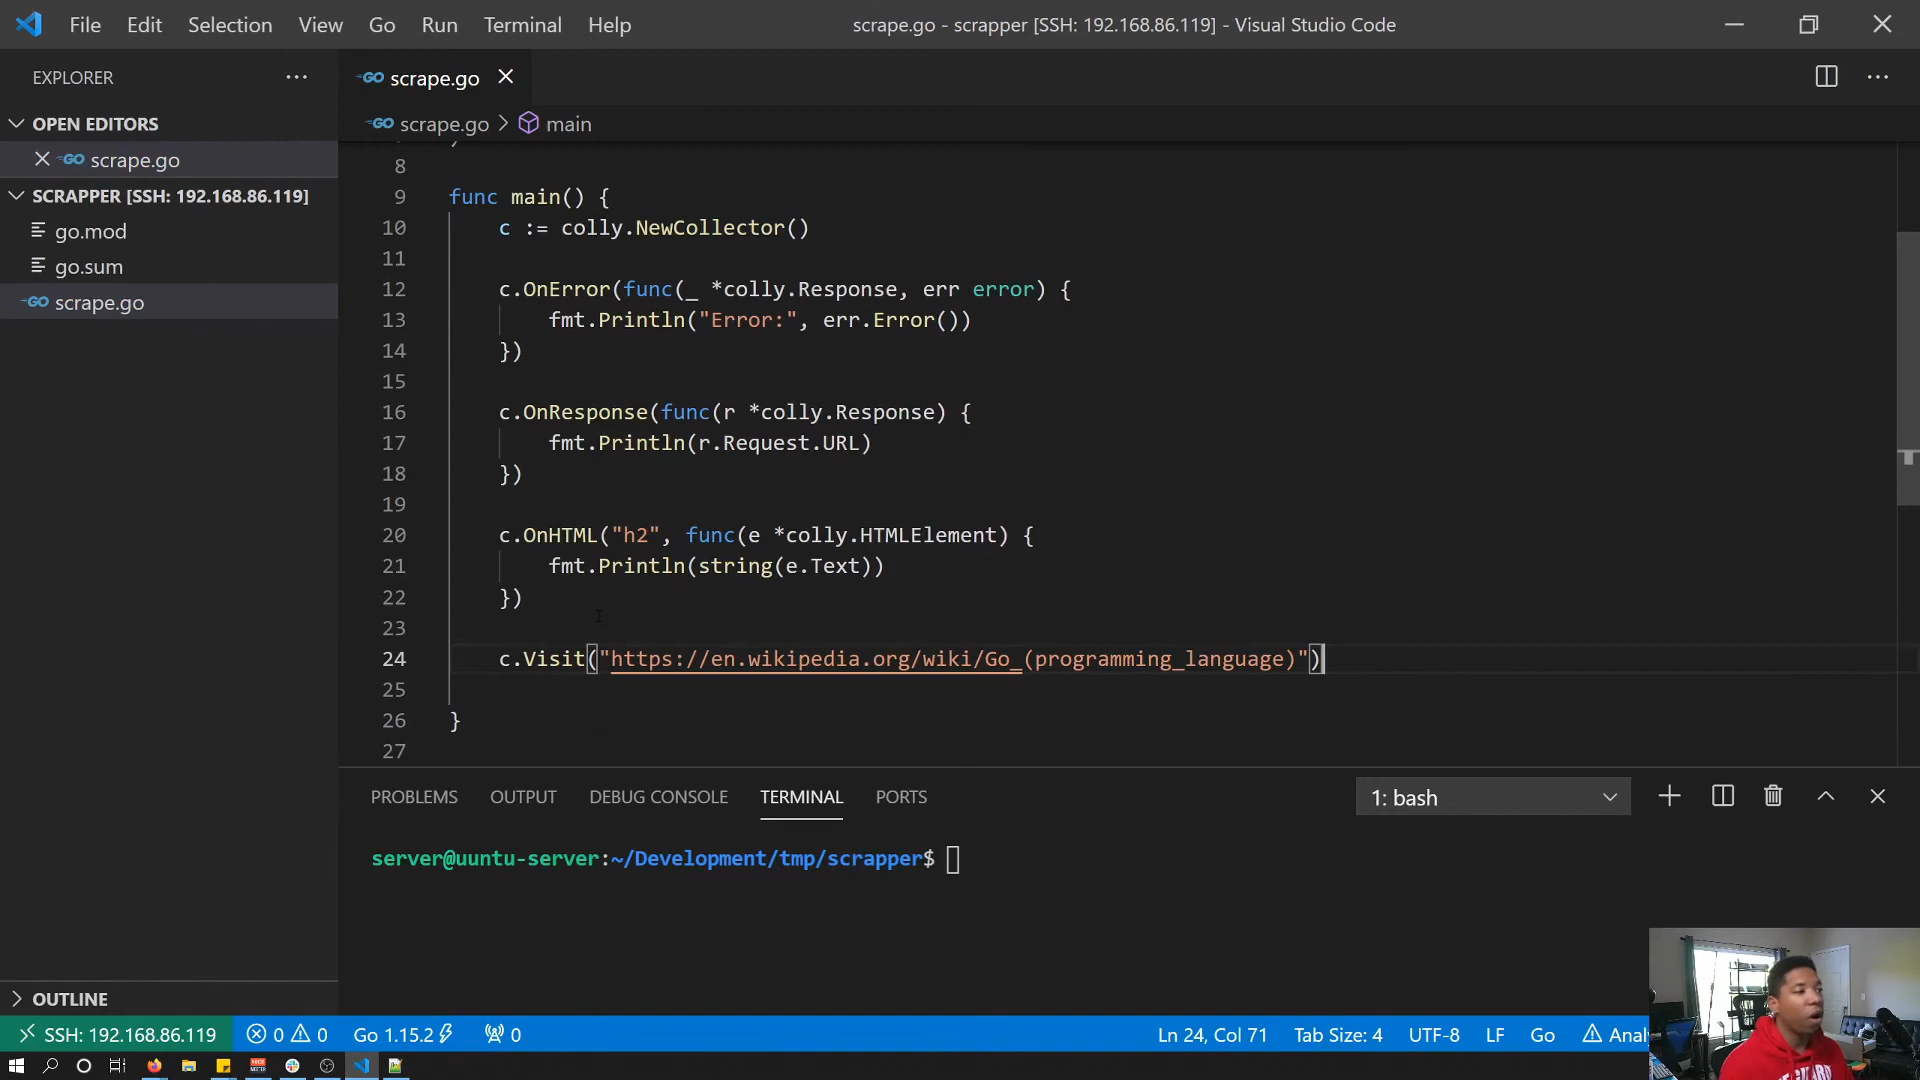 File Edit Selection View Go Run Terminal Help
scrape.go - scrapper [SSH: 192.168.86.119] - Visual Studio Code
EXPLORER
OPEN EDITORS
scrape.go
SCRAPPER [SSH: 192.168.86.119]
go.mod
go.sum
scrape.go
OUTLINE
scrape.go
scrape.go > main
8
9 func main() {
10 c := colly.NewCollector()
11
12 c.OnError(func(_ *colly.Response, err error) {
13 fmt.Println("Error:", err.Error())
14 })
15
16 c.OnResponse(func(r *colly.Response) {
17 fmt.Println(r.Request.URL)
18 })
19
20 c.OnHTML("h2", func(e *colly.HTMLElement) {
21 fmt.Println(string(e.Text))
22 })
23
24 c.Visit("https://en.wikipedia.org/wiki/Go_(programming_language)")
25
26 }
27
PROBLEMS OUTPUT DEBUG CONSOLE TERMINAL PORTS
1: bash
server@uuntu-server:~/Development/tmp/scrapper$
SSH: 192.168.86.119 0 0 Go 1.15.2 0 Ln 24, Col 71 Tab Size: 4 UTF-8 LF Go Anal